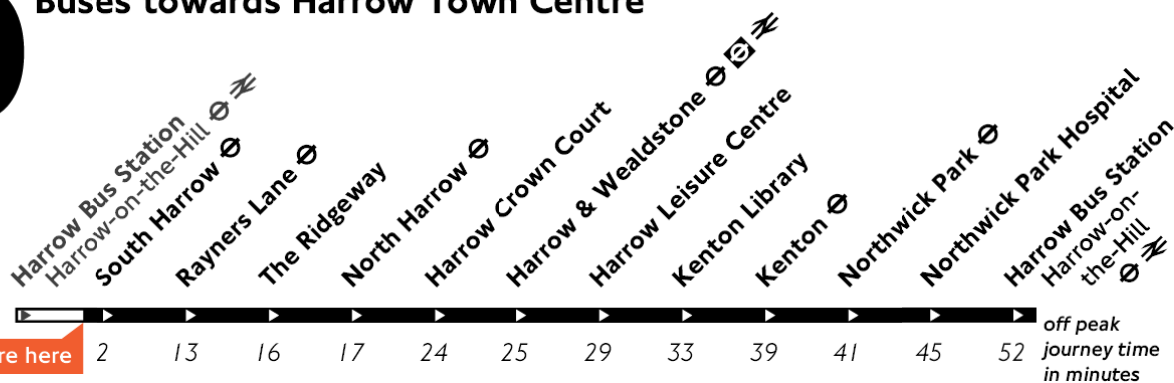 Buses towards Harrow Town Centre
Harrow Bus Station
Harrow-on-the-Hill
South Harrow
Rayners Lane
The Ridgeway
North Harrow
Harrow Crown Court
Harrow & Wealdstone
Harrow Leisure Centre
Kenton Library
Kenton
Northwick Park
Northwick Park Hospital
Harrow Bus Station
Harrow-on-
the-Hill
re here 2 13 16 17 24 25 29 33 39 41 45 52
off peak
journey time
in minutes